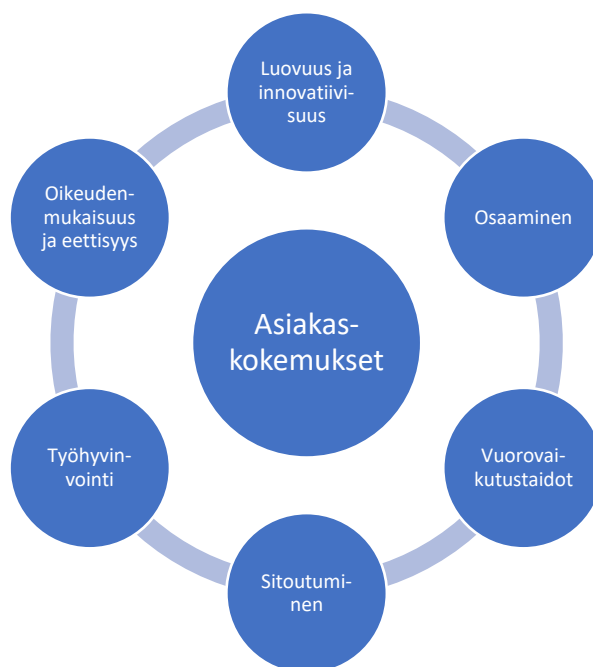 Luovuus ja
innovatiivi-
suus
Osaaminen
Vuorovai-
kutustaidot
Sitoutumi-
nen
Työhyvin-
vointi
Oikeuden-
mukaisuus
ja eettisyys
Asiakas-
kokemukset